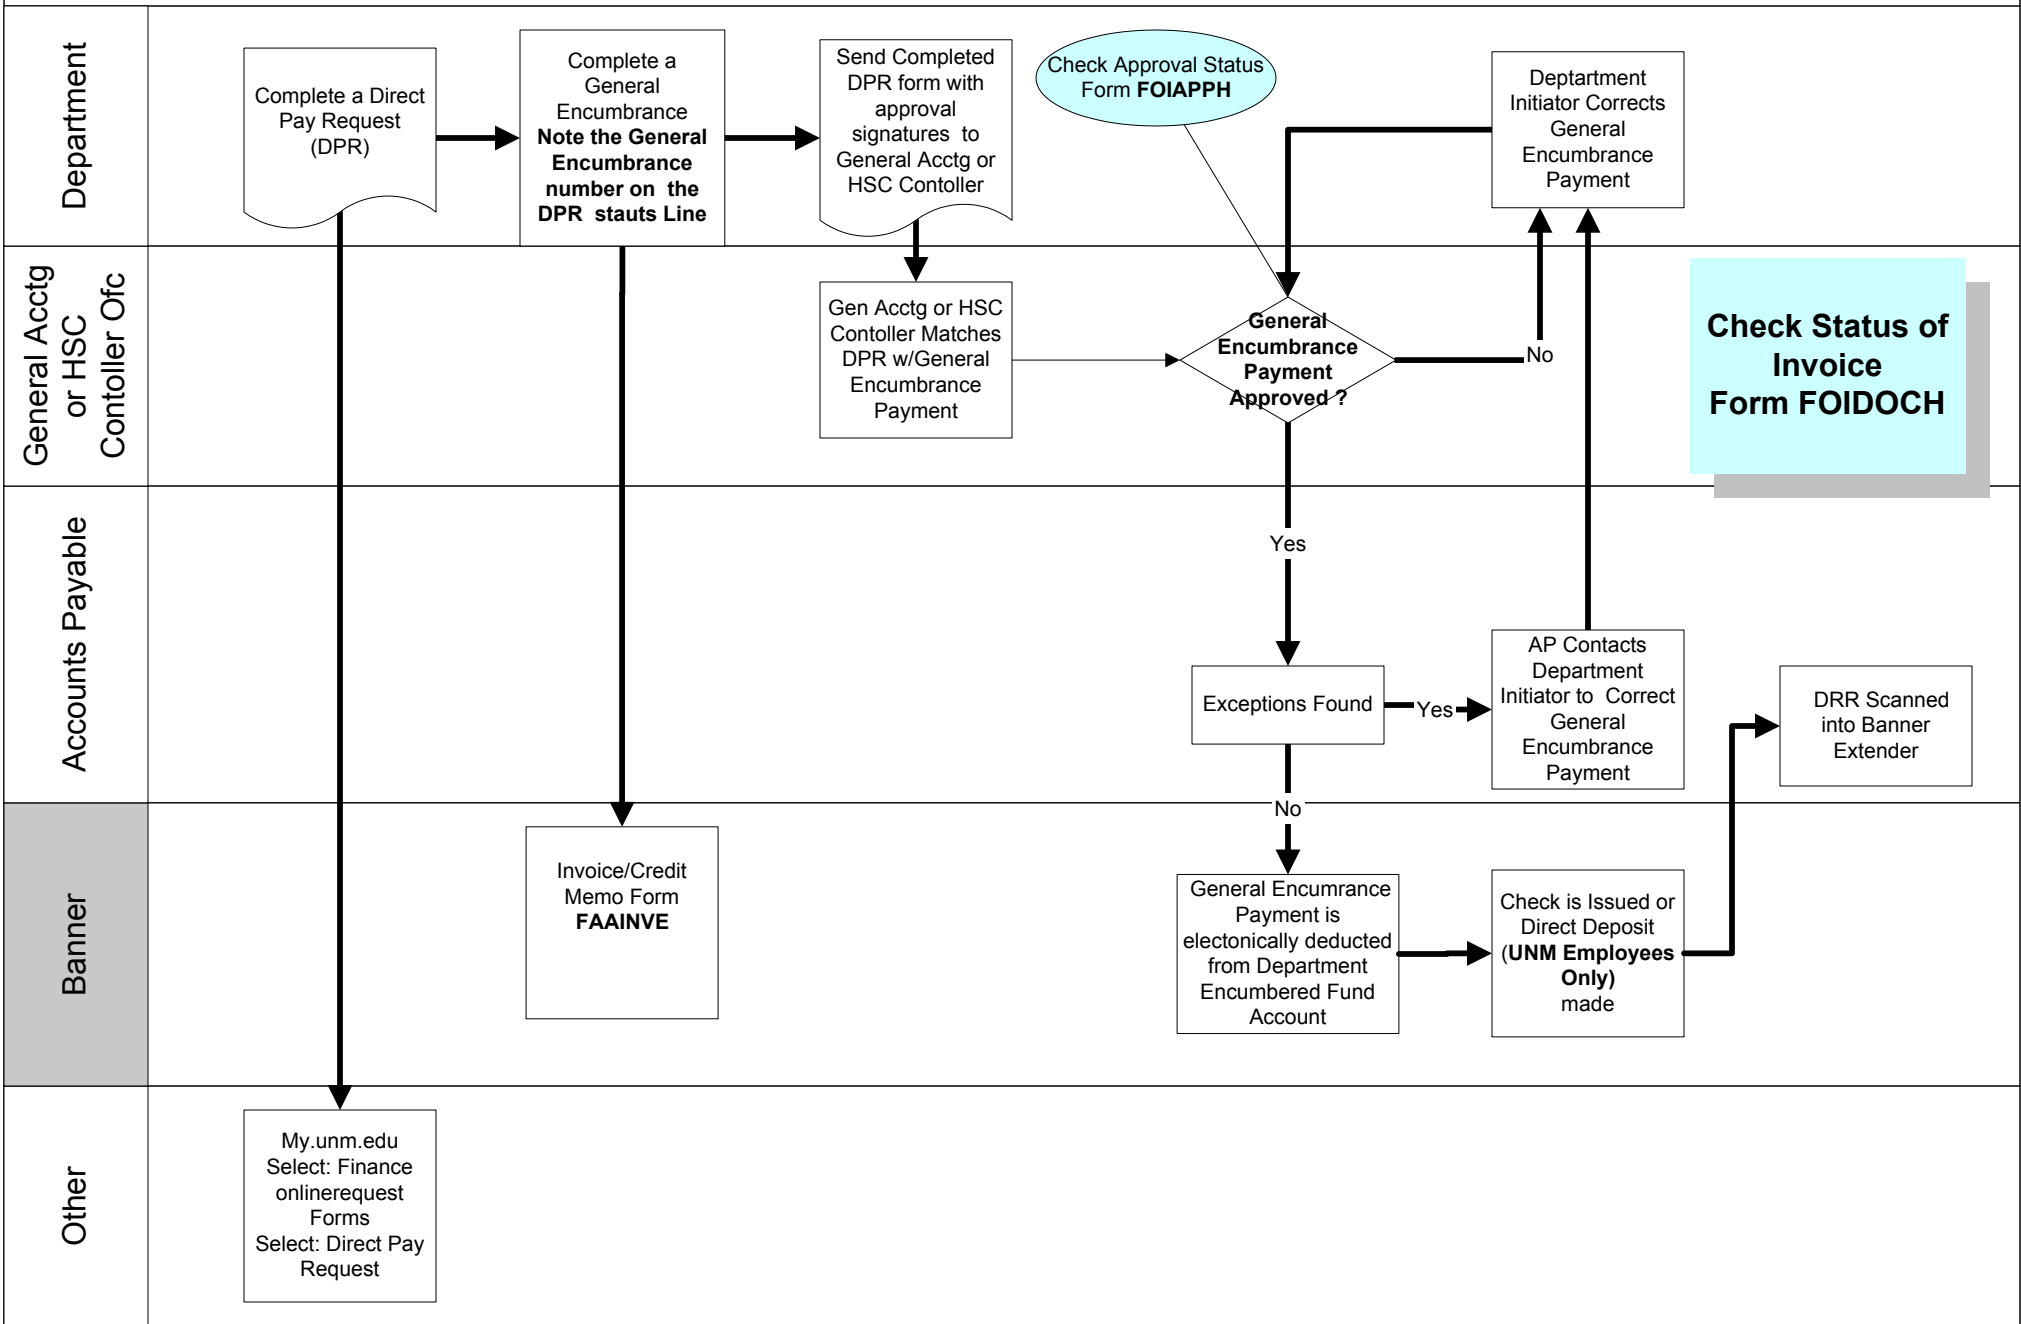 Department
Complete a Direct
Pay Request
(DPR)
Complete a
General
Encumbrance
Note the General
Encumbrance
number on the
DPR stauts Line
Send Completed
DPR form with
approval
signatures to
General Acctg or
HSC Contoller
Check Approval Status
Form FOIAPPH
Deptartment
Initiator Corrects
General
Encumbrance
Payment
General Acctg
or HSC
Contoller Ofc
Gen Acctg or HSC
Contoller Matches
DPR w/General
Encumbrance
Payment
General
Encumbrance
Payment
Approved ?
No
Check Status of
Invoice
Form FOIDOCH
Yes
Accounts Payable
Exceptions Found
Yes
AP Contacts
Department
Initiator to Correct
General
Encumbrance
Payment
DRR Scanned
into Banner
Extender
No
Banner
Invoice/Credit
Memo Form
FAAINVE
General Encumrance
Payment is
electonically deducted
from Department
Encumbered Fund
Account
Check is Issued or
Direct Deposit
(UNM Employees
Only)
made
Other
My.unm.edu
Select: Finance
onlinerequest
Forms
Select: Direct Pay
Request